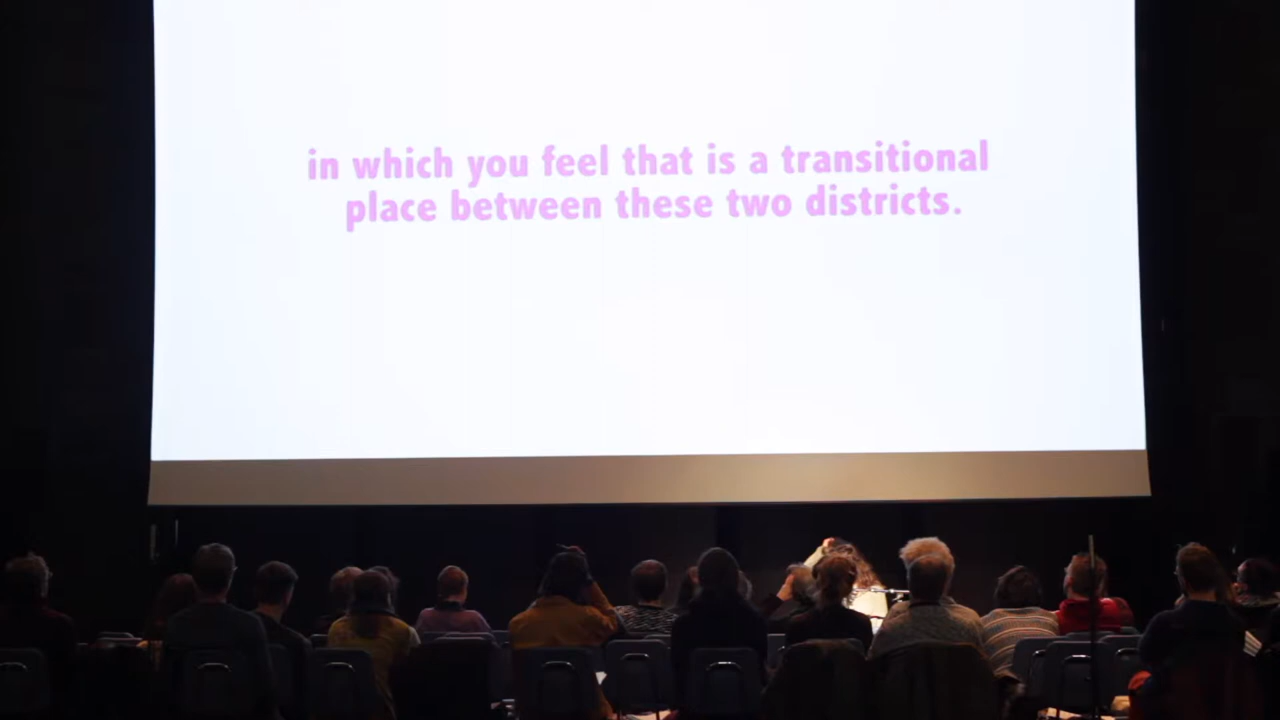 in which you feel that is a transitional
place between these two districts.